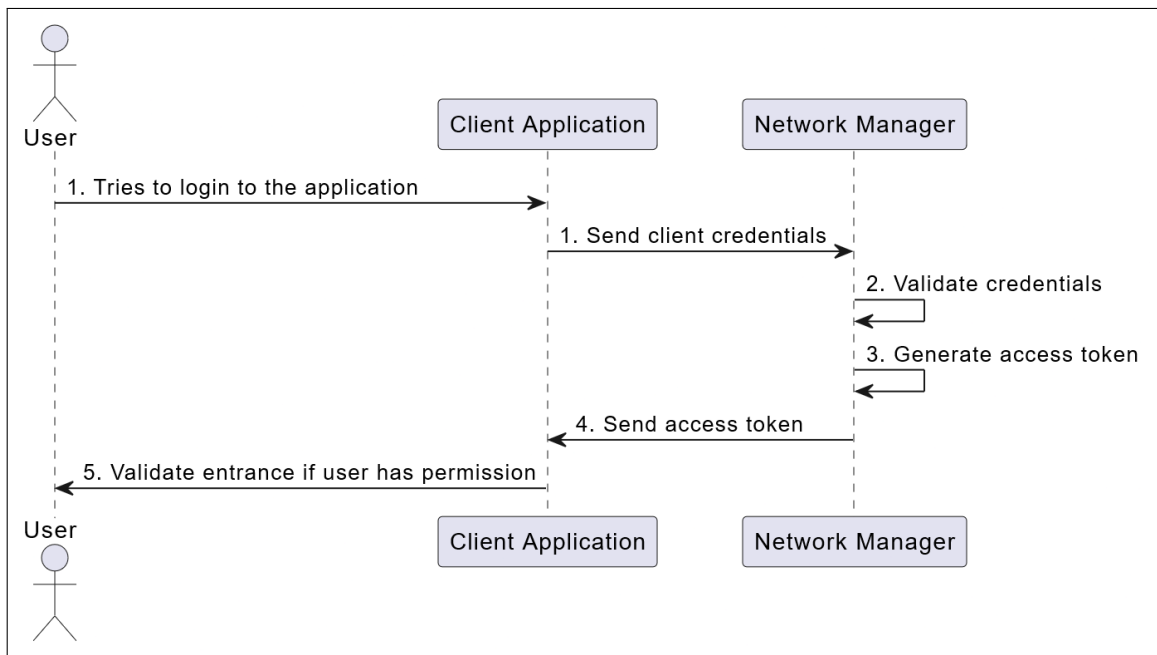 User
Client Application
Network Manager
1. Tries to login to the application
1. Send client credentials
2. Validate credentials
3. Generate access token
4. Send access token
5. Validate entrance if user has permission
User
Client Application
Network Manager